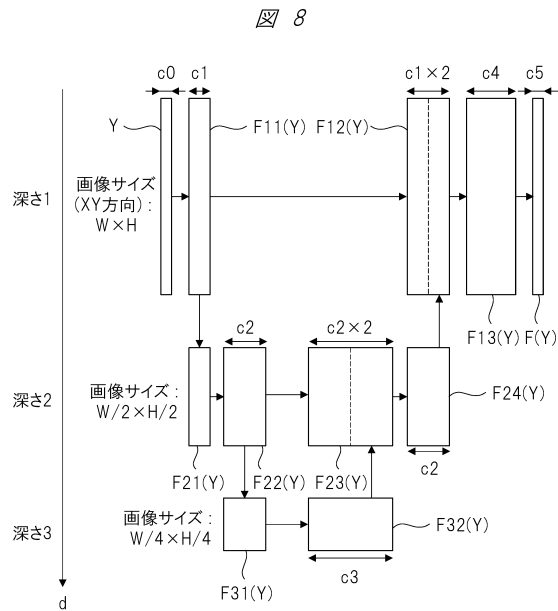 図 8
c0
c1
c1×2
c4
c5
Y
F11(Y)
F12(Y)
深さ1
画像サイズ
(XY方向):
W×H
F13(Y)
F(Y)
c2
c2×2
深さ2
画像サイズ:
W/2×H/2
F24(Y)
c2
F21(Y)
F22(Y)
F23(Y)
深さ3
画像サイズ:
W/4×H/4
F32(Y)
c3
F31(Y)
d